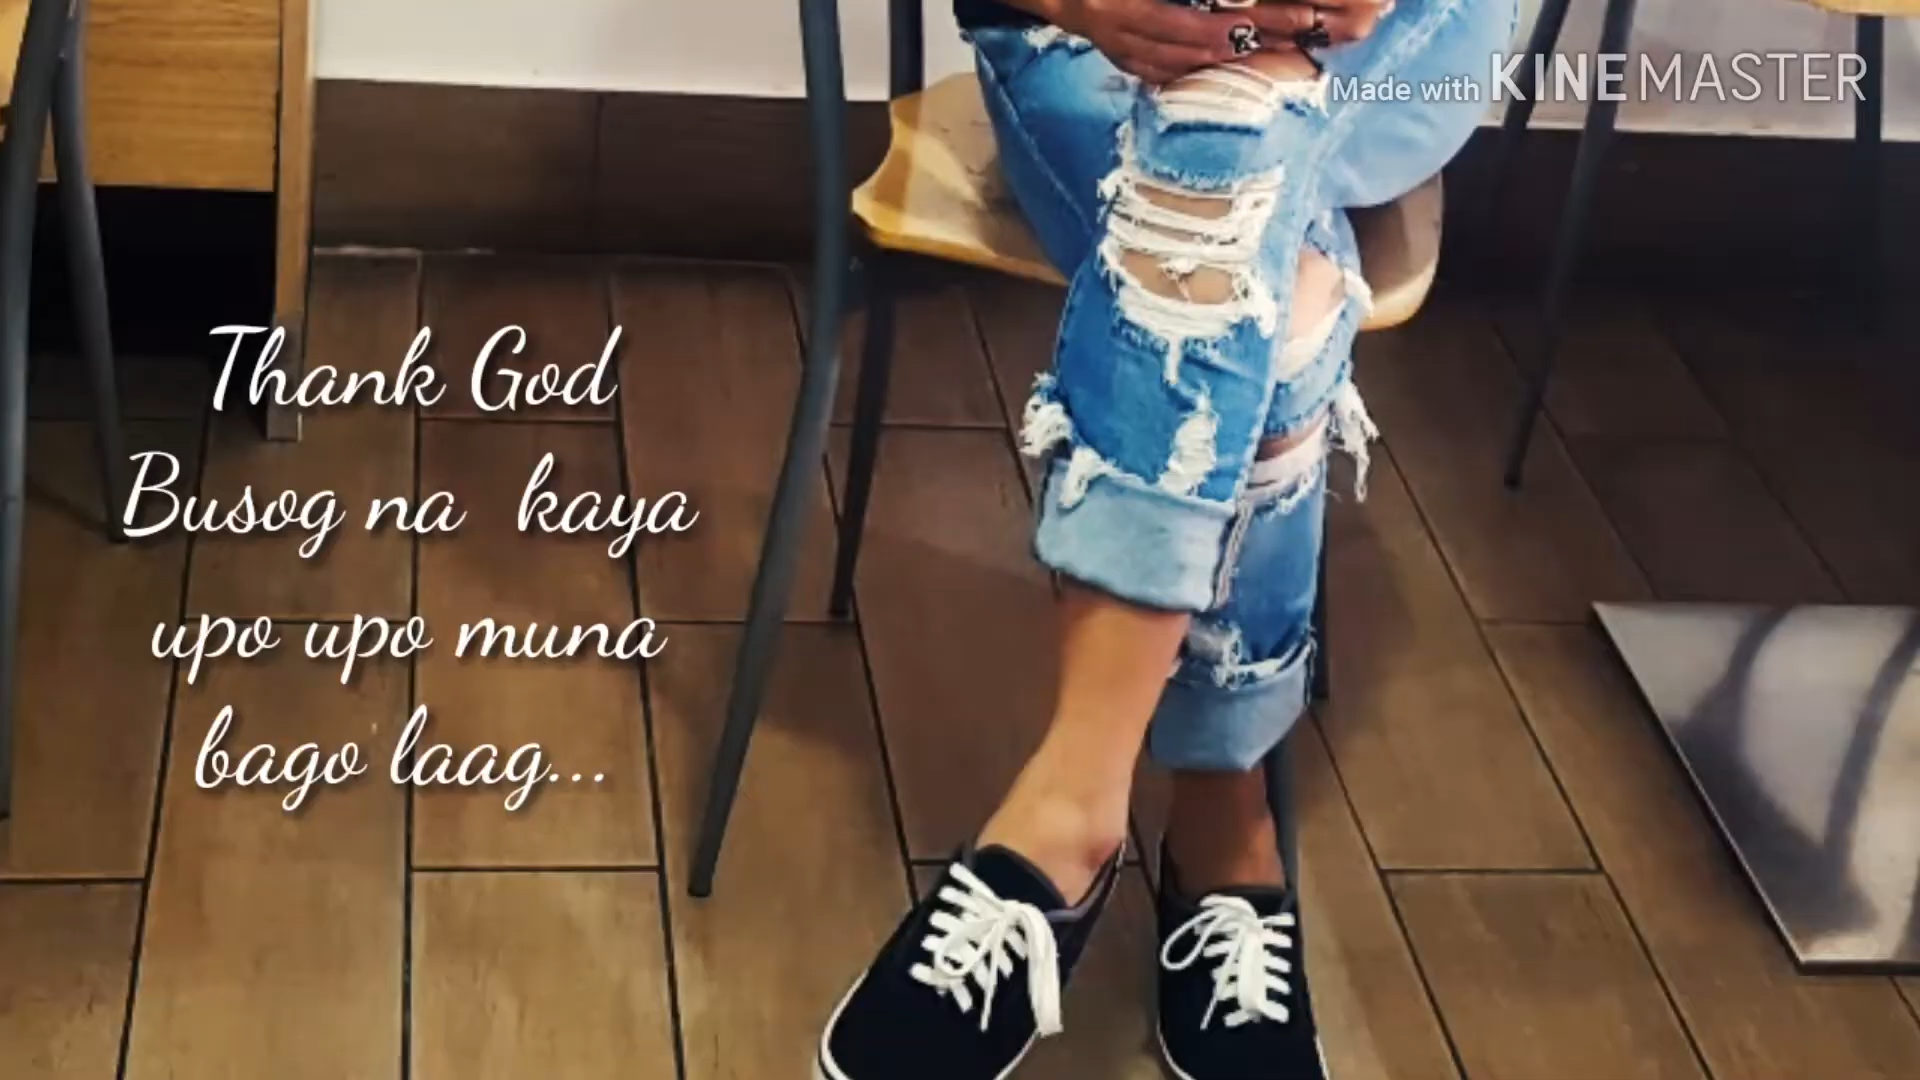 Made with KINEMASTER
Thank God
Busog na kaya
upo upo muna
bago laag...